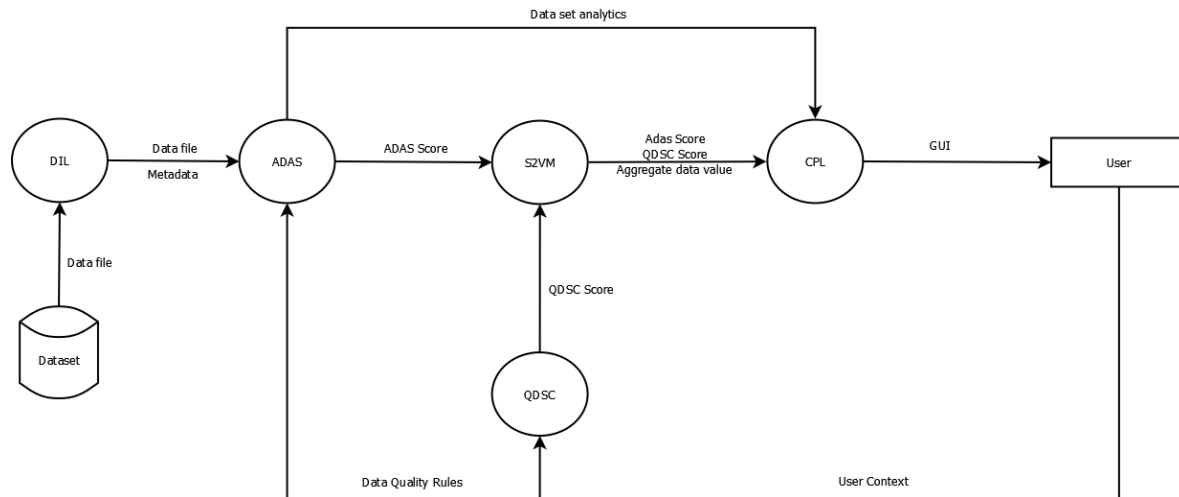 Data set analytics
DIL
Data file
Metadata
ADAS
ADAS Score
S2VM
Adas Score
QDSC Score
Aggregate data value
CPL
GUI
User
Data file
Dataset
QDSC Score
QDSC
Data Quality Rules
User Context